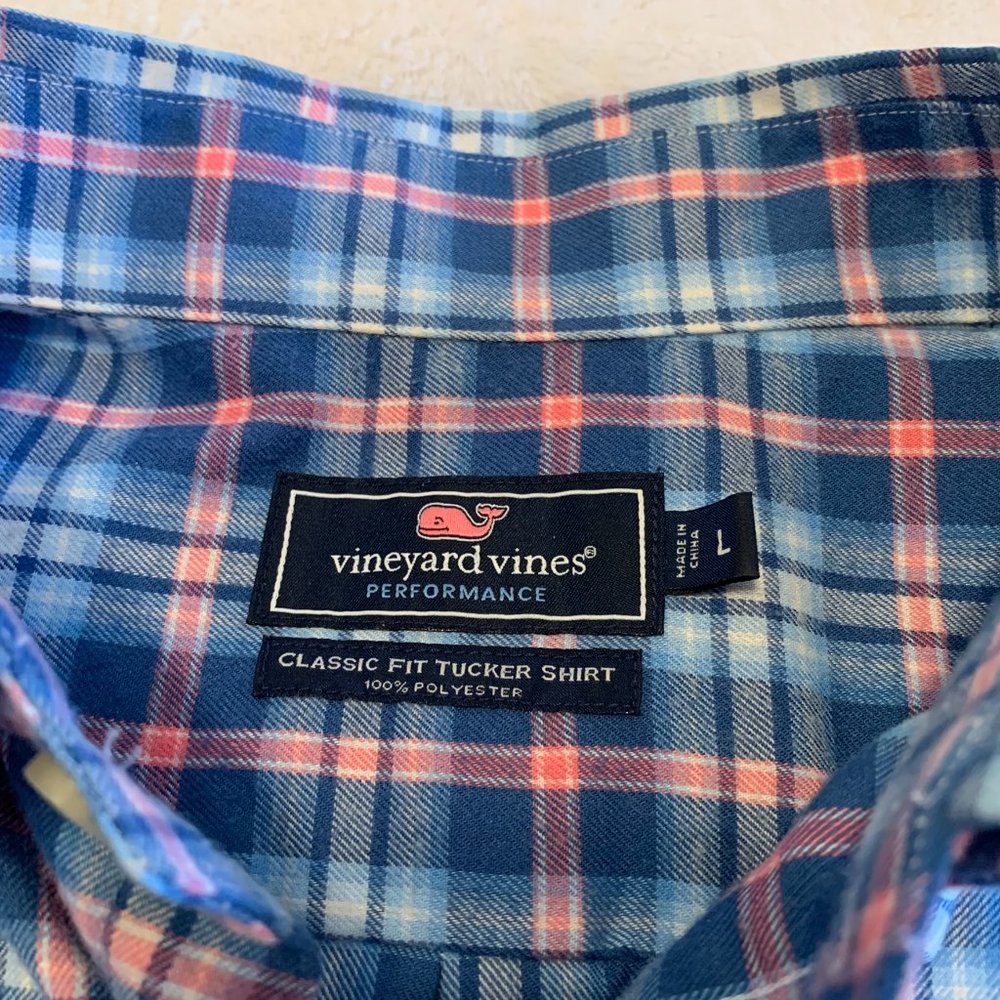 vineyard vines®
PERFORMANCE
MADE IN
CHINA
L
CLASSIC FIT TUCKER SHIRT
100% POLYESTER